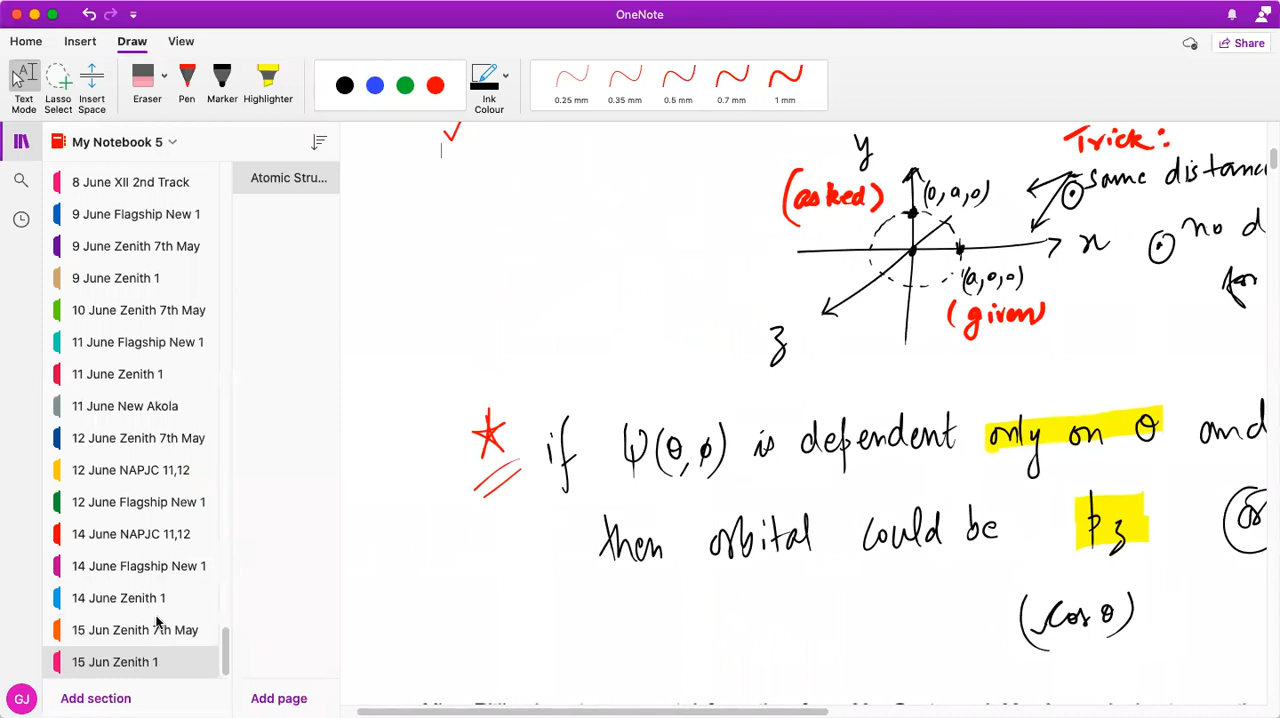 OneNote
Home Insert Draw View
Share
Text Mode
Lasso Select
Insert Space
Eraser
Pen
Marker
Highlighter
Ink Colour
0.25 mm 0.35 mm 0.5 mm 0.7 mm 1 mm
My Notebook 5
8 June XII 2nd Track
9 June Flagship New 1
9 June Zenith 7th May
9 June Zenith 1
10 June Zenith 7th May
11 June Flagship New 1
11 June Zenith 1
11 June New Akola
12 June Zenith 7th May
12 June NAPJC 11,12
12 June Flagship New 1
14 June NAPJC 11,12
14 June Flagship New 1
14 June Zenith 1
15 Jun Zenith 7th May
15 Jun Zenith 1
GJ
Add section
Atomic Stru...
Add page
Trick:
y
(asked)
(0,a,0)
same distance
x
no d
(a,0,0)
for
(given)
z
if Ψ(θ,φ) is dependent only on θ and
then orbital could be pz or
(cos θ)